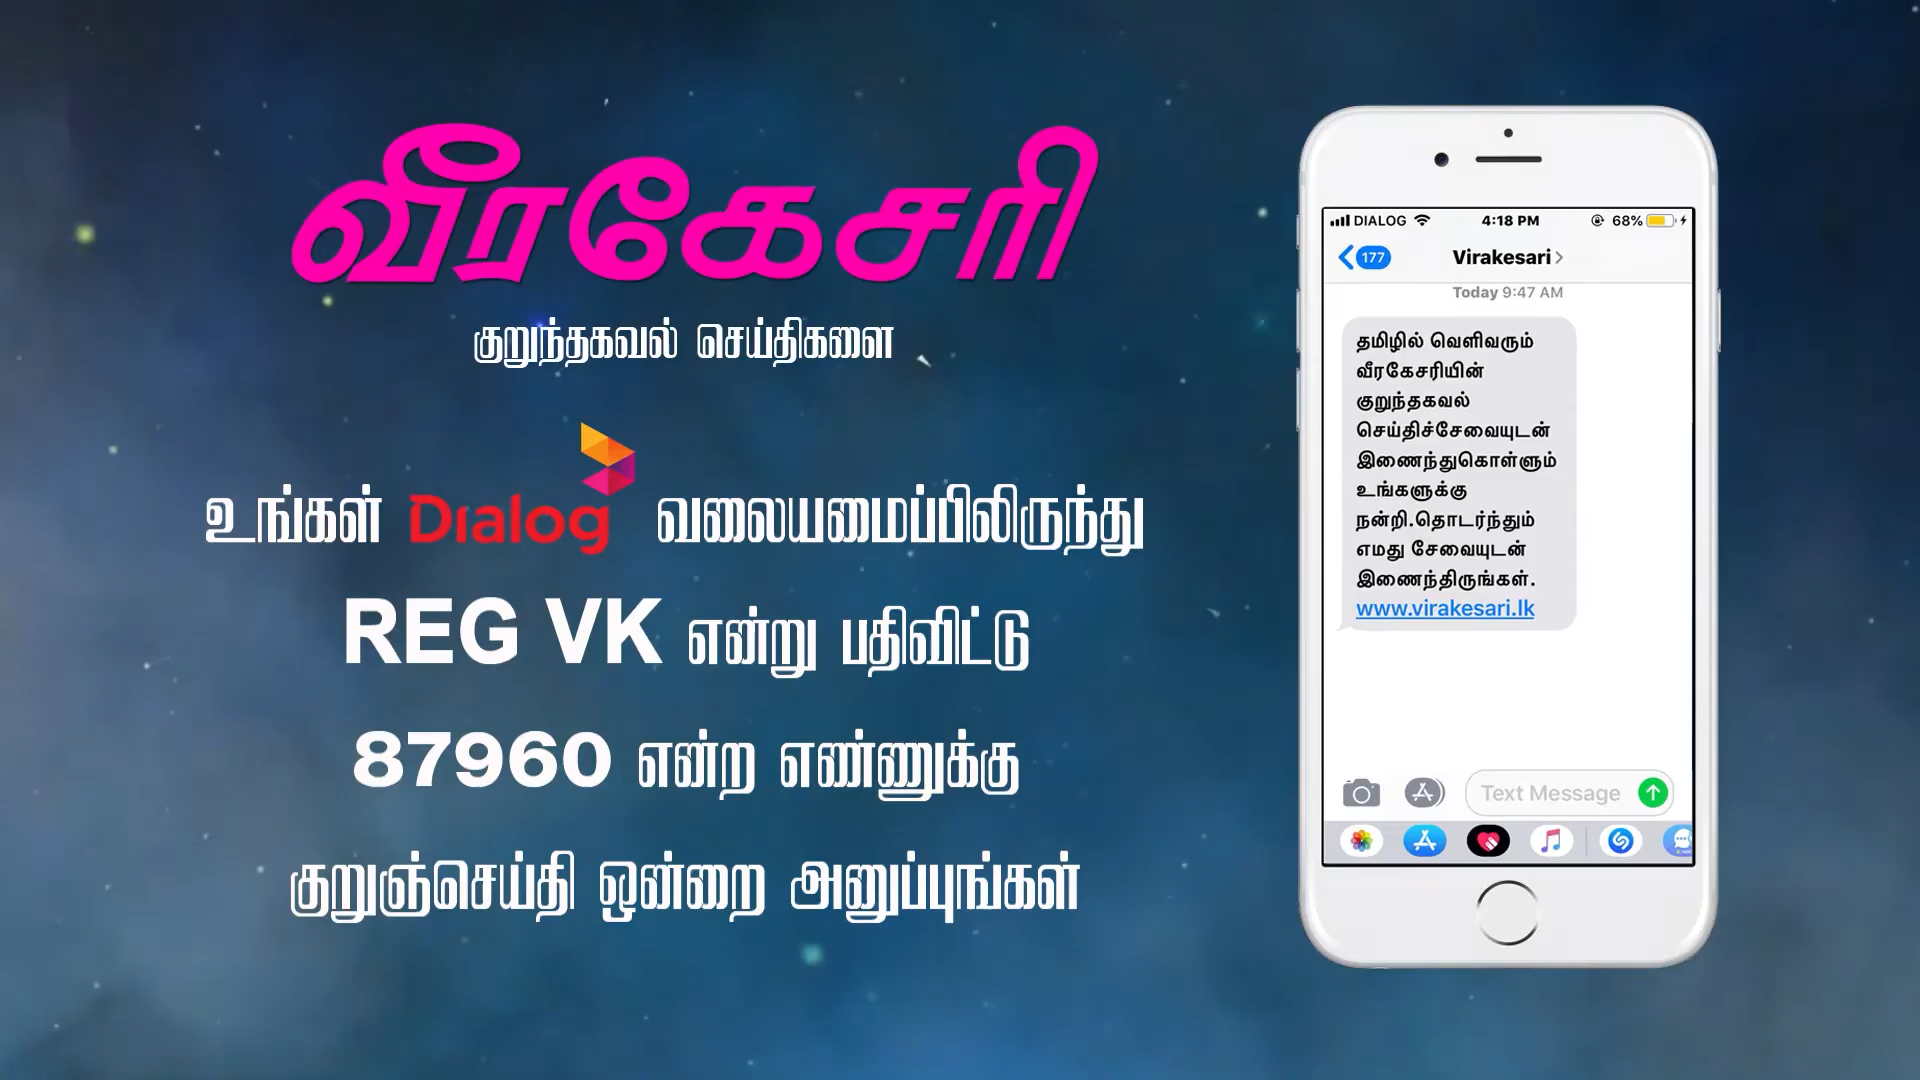 வீரகேசரி
குறுந்தகவல் செய்திகளை
உங்கள் Dialog வலையமைப்பிலிருந்து
REG VK என்று பதிவிட்டு
87960 என்ற எண்ணுக்கு
குறுஞ்செய்தி ஒன்றை அனுப்புங்கள்
DIALOG 4:18 PM 68%
177 Virakesari
Today 9:47 AM
தமிழில் வெளிவரும்
வீரகேசரியின்
குறுந்தகவல்
செய்திச்சேவையுடன்
இணைந்துகொள்ளும்
உங்களுக்கு
நன்றி.தொடர்ந்தும்
எமது சேவையுடன்
இணைந்திருங்கள்.
www.virakesari.lk
Text Message